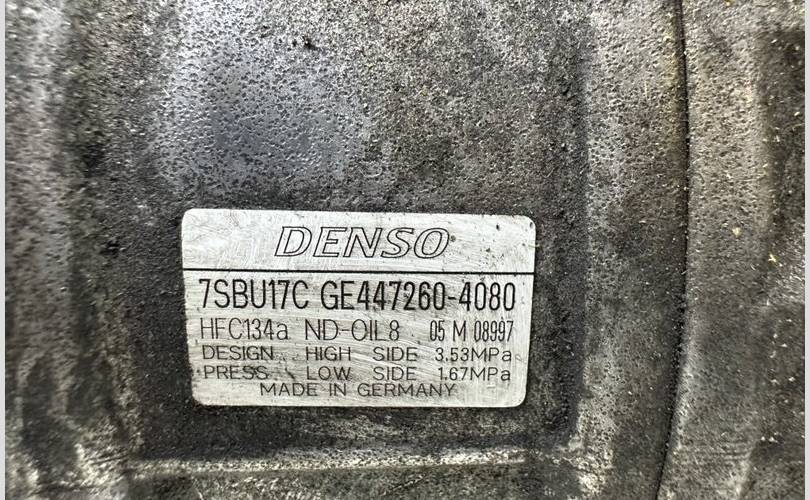 DENSO
7SBU17C GE447260-4080
HFC134a ND-OIL8 05 M 08997
DESIGN HIGH SIDE 3.53MPa
PRESS LOW SIDE 1.67MPa
MADE IN GERMANY